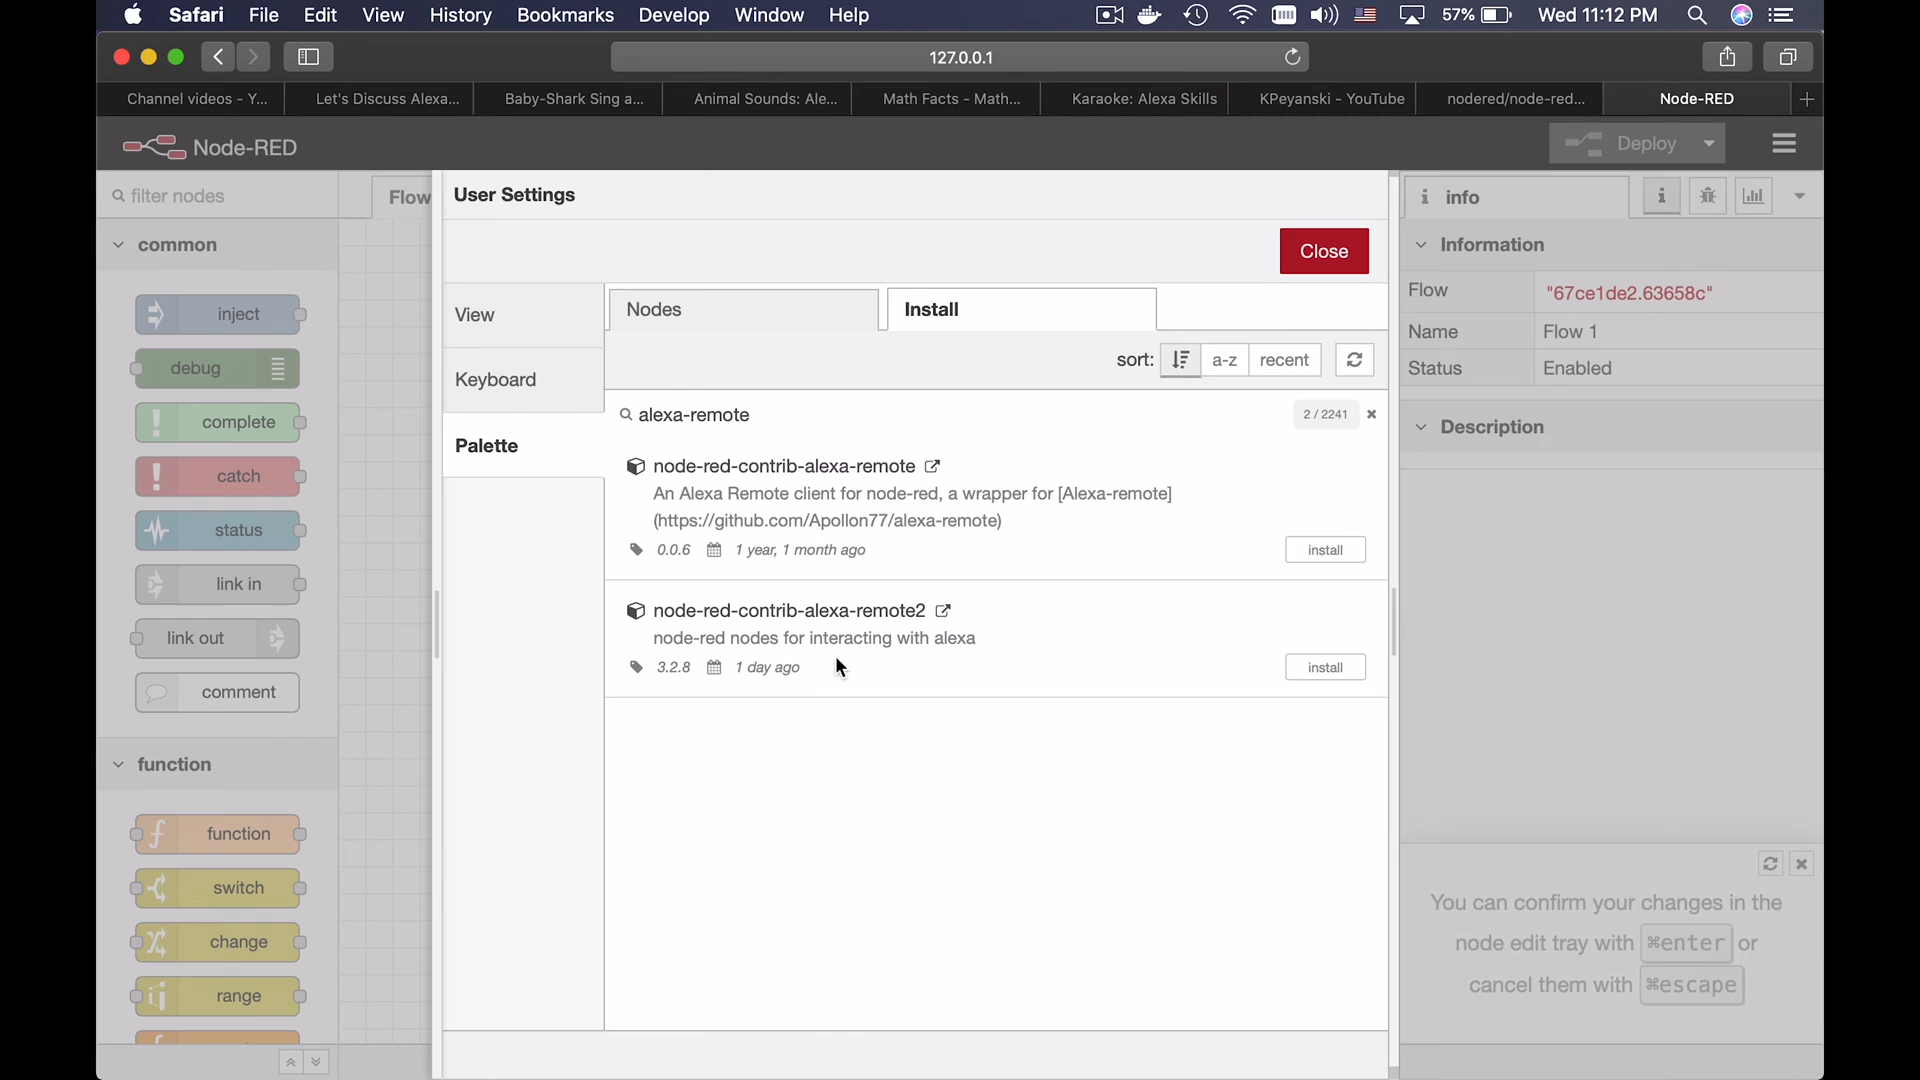 Safari File Edit View History Bookmarks Develop Window Help 57% Wed 11:12 PM
127.0.0.1
Channel videos - Y... Let's Discuss Alexa... Baby-Shark Sing a... Animal Sounds: Ale... Math Facts - Math... Karaoke: Alexa Skills KPeyanski - YouTube nodered/node-red... Node-RED
Node-RED Deploy
filter nodes
common
inject
debug
complete
catch
status
link in
link out
comment
function
function
switch
change
range
Flow
User Settings
Close
View
Keyboard
Palette
Nodes Install
sort: a-z recent
alexa-remote 2 / 2241
node-red-contrib-alexa-remote
An Alexa Remote client for node-red, a wrapper for [Alexa-remote]
(https://github.com/Apollon77/alexa-remote)
0.0.6 1 year, 1 month ago install
node-red-contrib-alexa-remote2
node-red nodes for interacting with alexa
3.2.8 1 day ago install
i info i
Information
Flow "67ce1de2.63658c"
Name Flow 1
Status Enabled
Description
You can confirm your changes in the
node edit tray with ⌘enter or
cancel them with ⌘escape